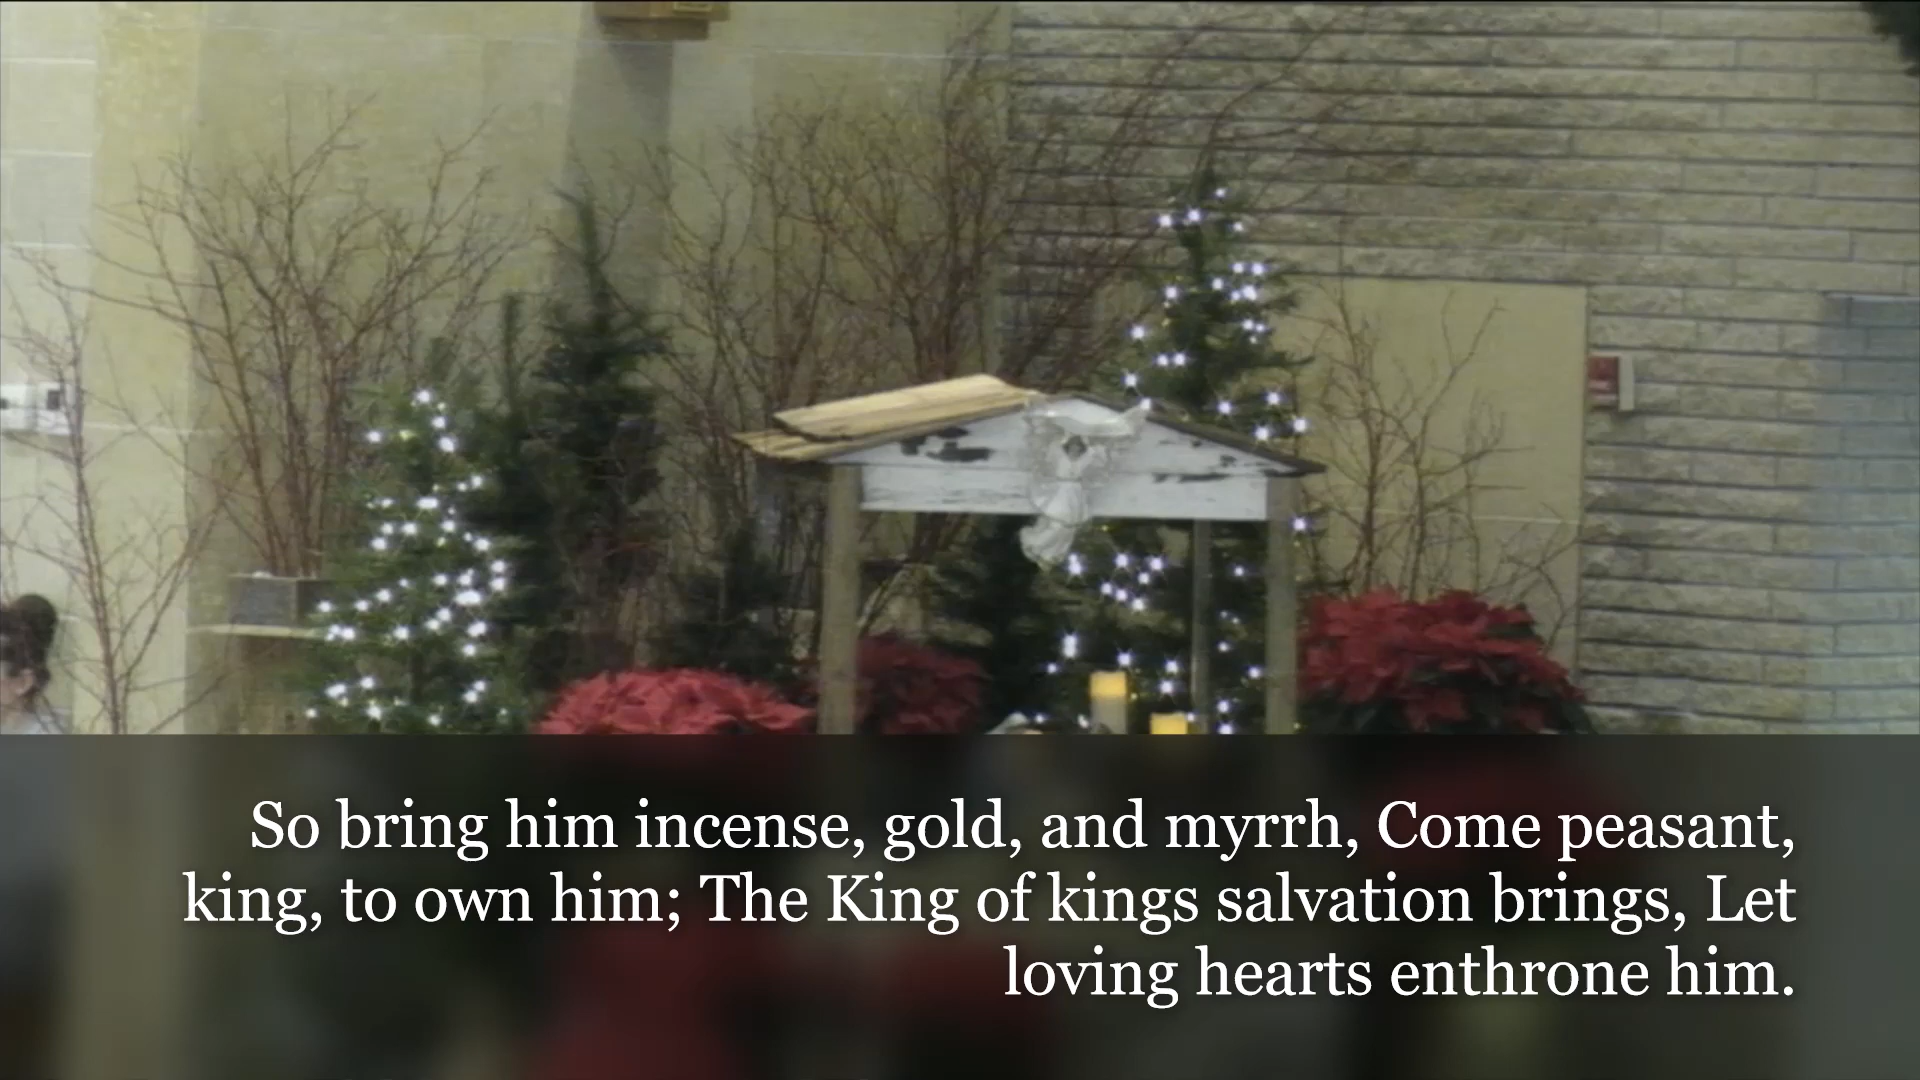 So bring him incense, gold, and myrrh, Come peasant,
king, to own him; The King of kings salvation brings, Let
loving hearts enthrone him.